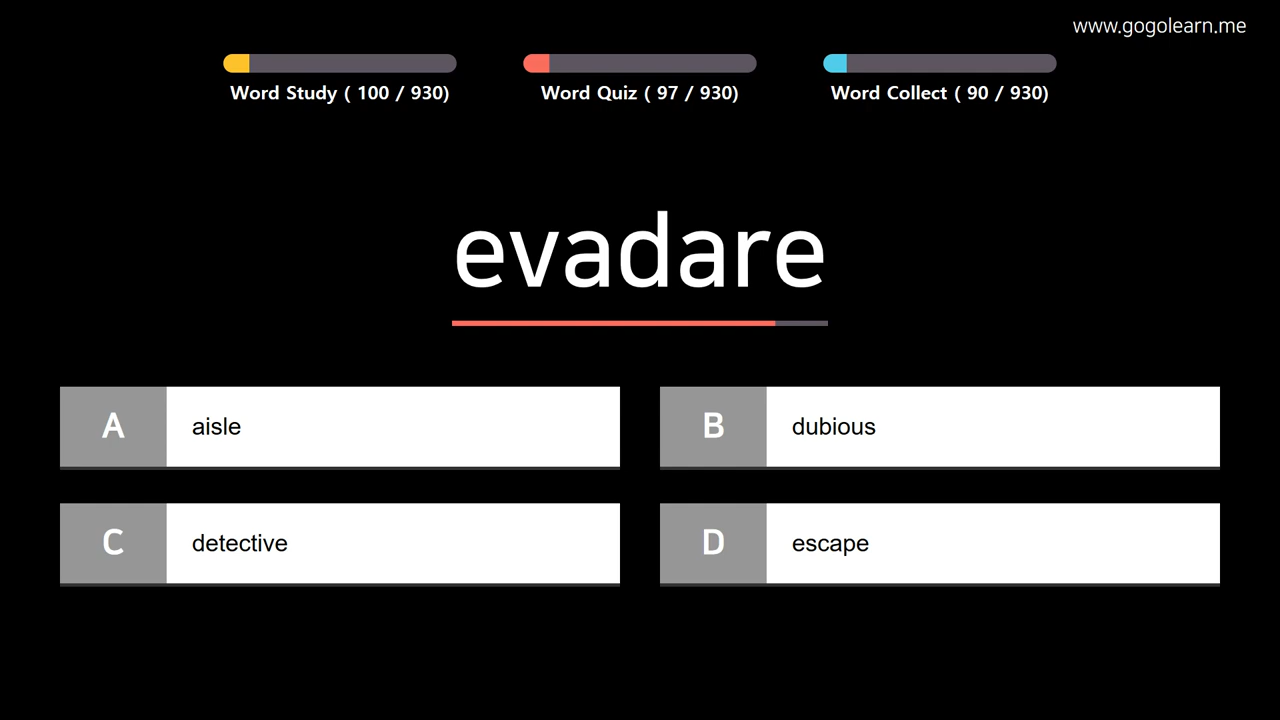 www.gogolearn.me
Word Study ( 100 / 930)
Word Quiz ( 97 / 930)
Word Collect ( 90 / 930)
evadare
A aisle
B dubious
C detective
D escape